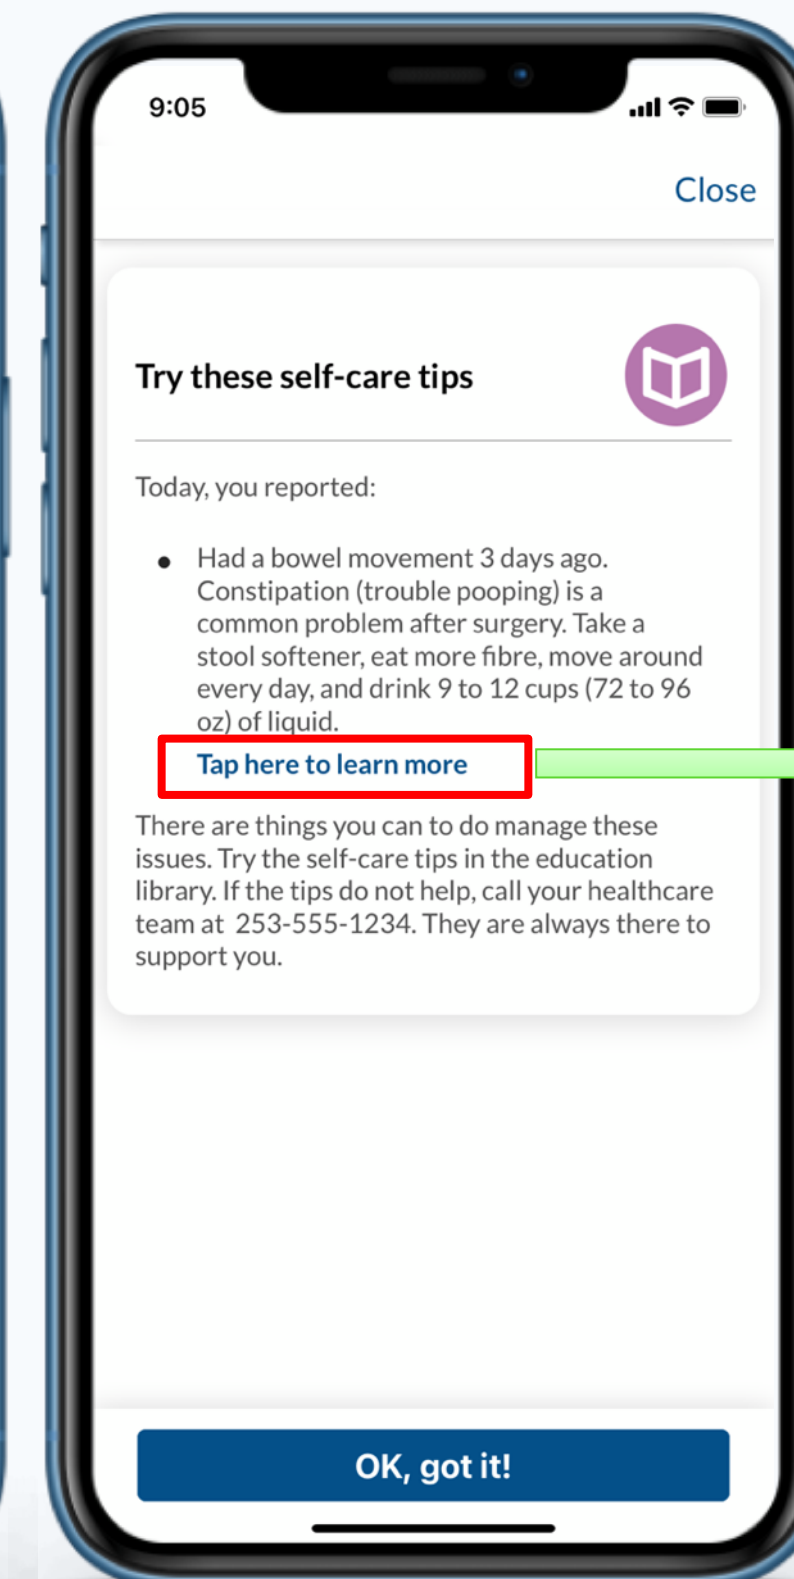 9:05
Close
Try these self-care tips
Today, you reported:
● Had a bowel movement 3 days ago.
Constipation (trouble pooping) is a
common problem after surgery. Take a
stool softener, eat more fibre, move around
every day, and drink 9 to 12 cups (72 to 96
oz) of liquid.
Tap here to learn more
There are things you can to do manage these
issues. Try the self-care tips in the education
library. If the tips do not help, call your healthcare
team at  253-555-1234. They are always there to
support you.
OK, got it!